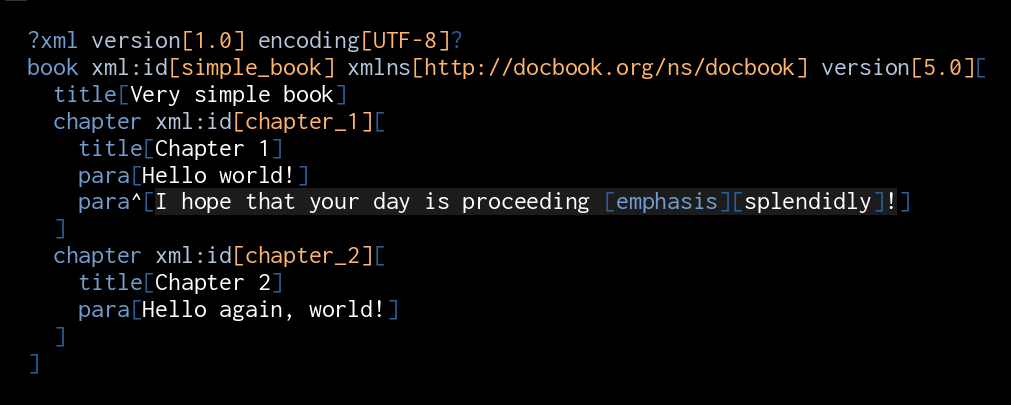 ?xml version[1.0] encoding[UTF-8]?
book xml:id[simple_book] xmlns[http://docbook.org/ns/docbook] version[5.0][
  title[Very simple book]
  chapter xml:id[chapter_1][
    title[Chapter 1]
    para[Hello world!]
    para^[I hope that your day is proceeding [emphasis][splendidly]!]
  ]
  chapter xml:id[chapter_2][
    title[Chapter 2]
    para[Hello again, world!]
  ]
]